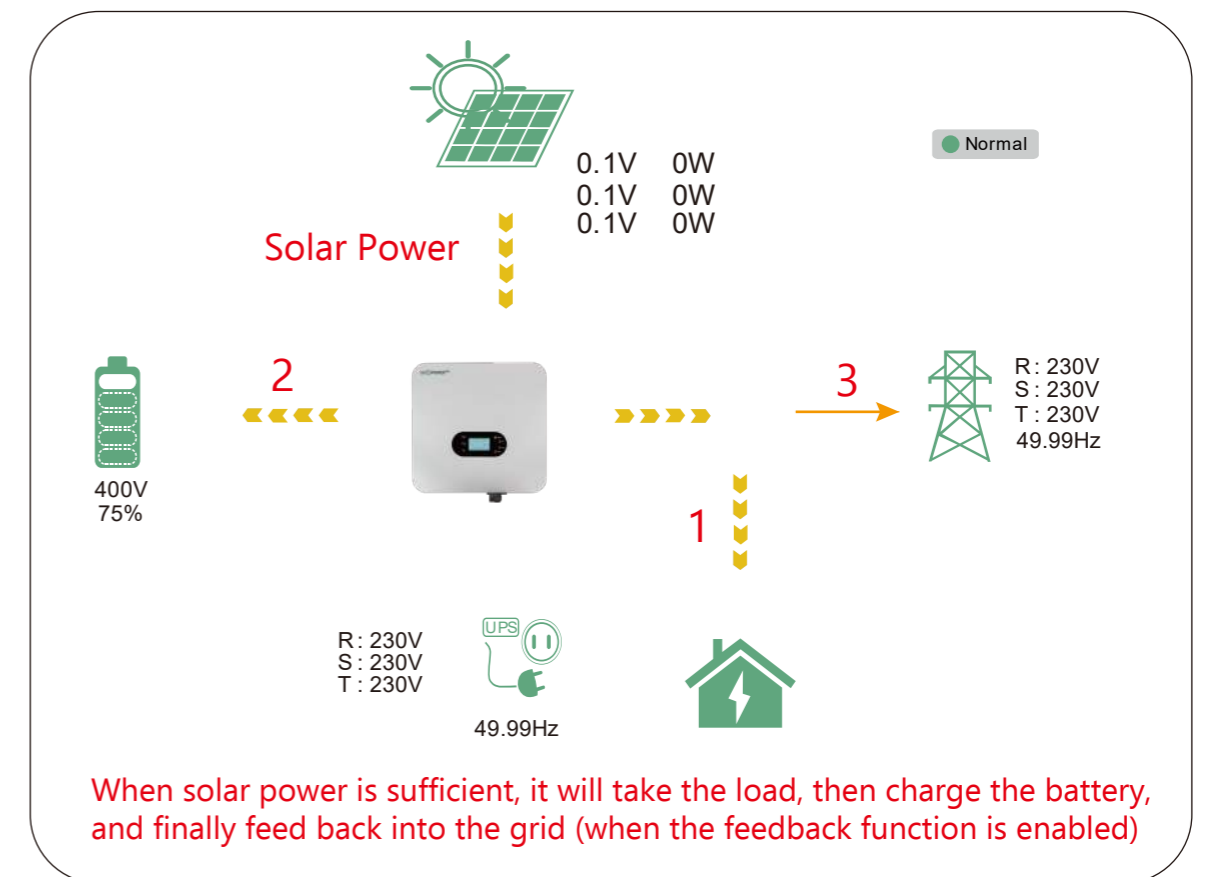 0.1V 0W
0.1V 0W
0.1V 0W
Normal
Solar Power
2
3
R: 230V
S: 230V
T: 230V
49.99Hz
400V
75%
1
R: 230V
S: 230V
T: 230V
UPS
49.99Hz
When solar power is sufficient, it will take the load, then charge the battery,
and finally feed back into the grid (when the feedback function is enabled)